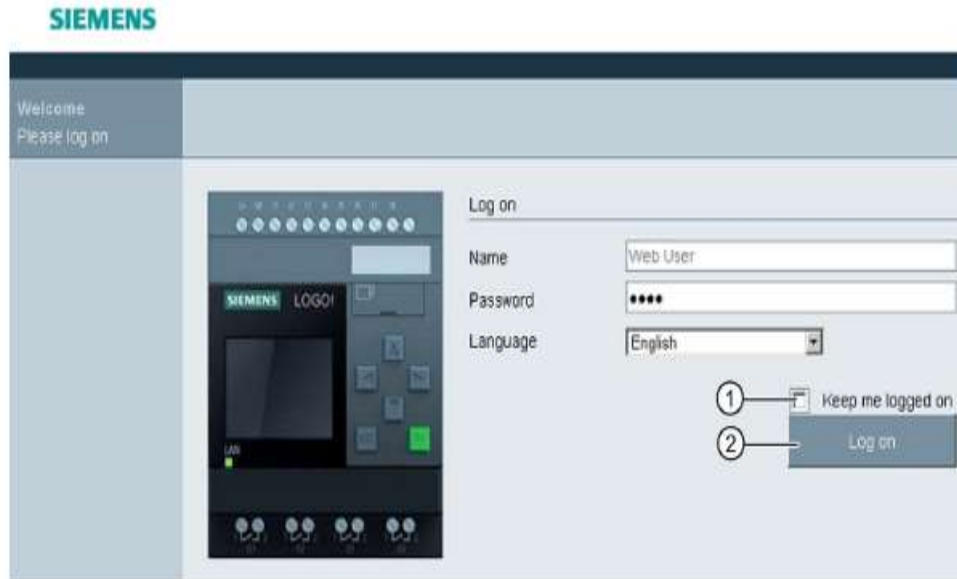 SIEMENS
Welcome
Please log on
Log on
Name
Web User
Password
Language
English
SIEMENS LOGO!
LAN
1
Keep me logged on
2
Log on